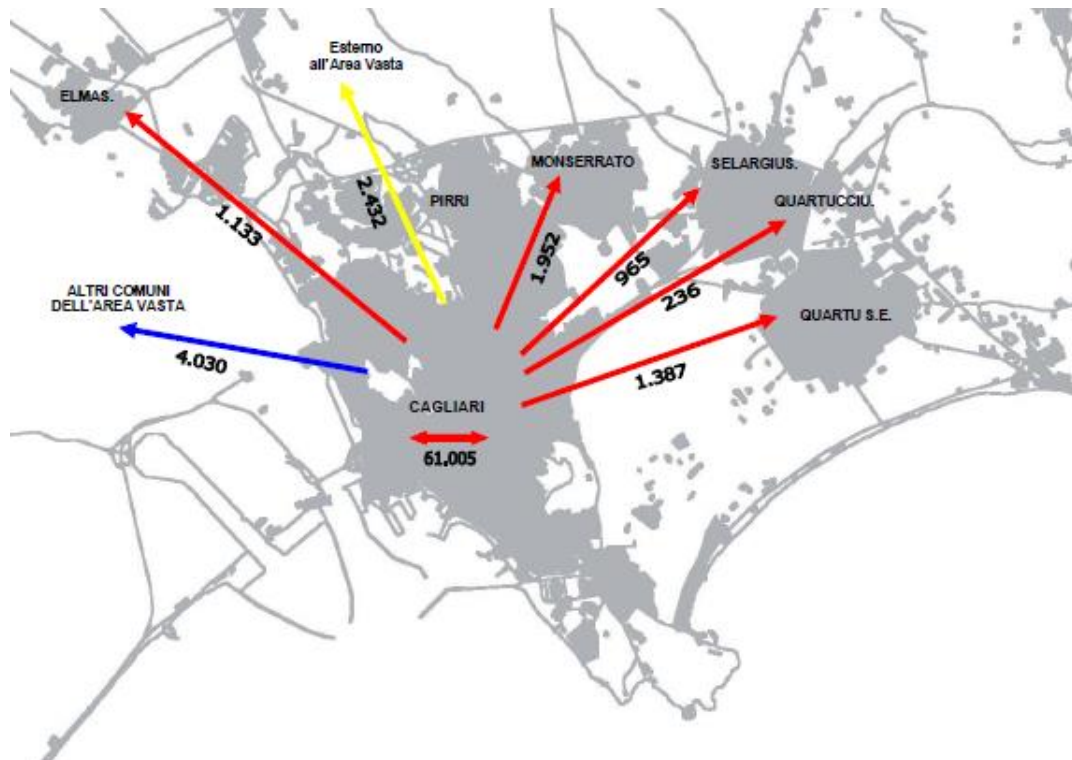 Esterno
all'Area Vasta
ELMAS.
MONSERRATO
SELARGIUS.
PIRRI
QUARTUCCIU.
2.432
1.133
1.952
965
236
ALTRI COMUNI
DELL'AREA VASTA
QUARTU S.E.
4.030
1.387
CAGLIARI
61.005